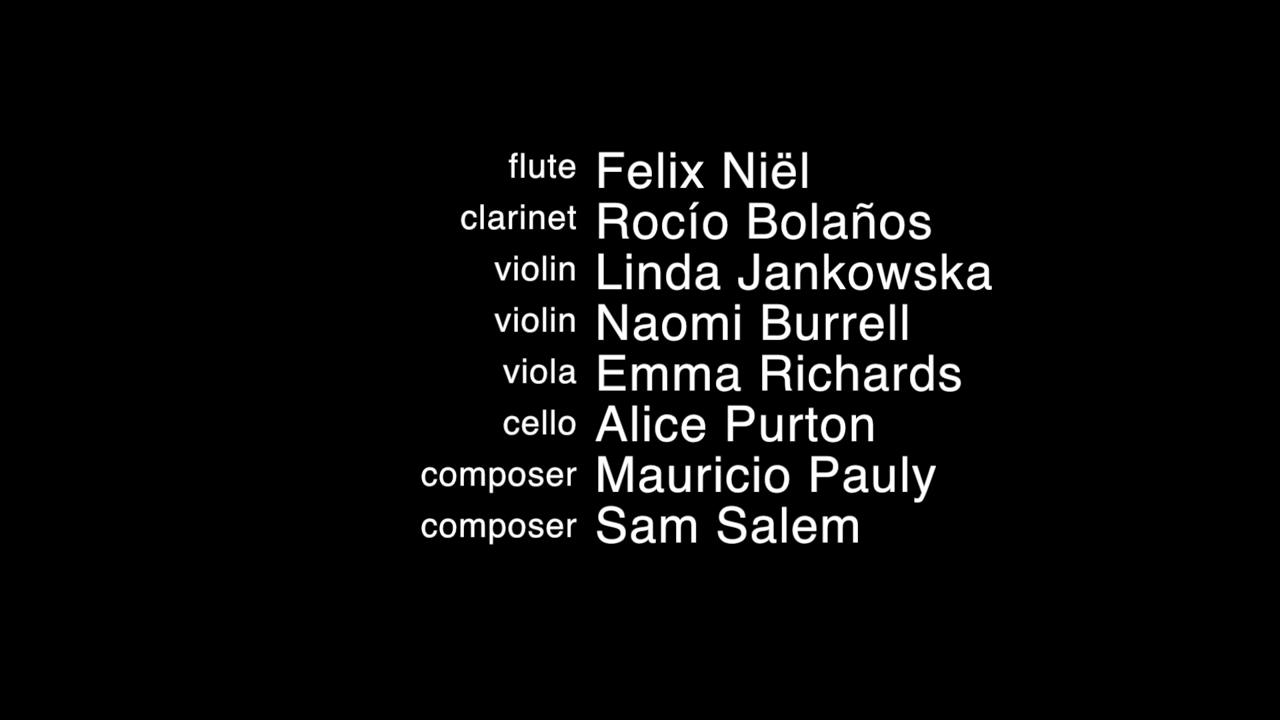 flute Felix Niël
clarinet Rocío Bolaños
violin Linda Jankowska
violin Naomi Burrell
viola Emma Richards
cello Alice Purton
composer Mauricio Pauly
composer Sam Salem